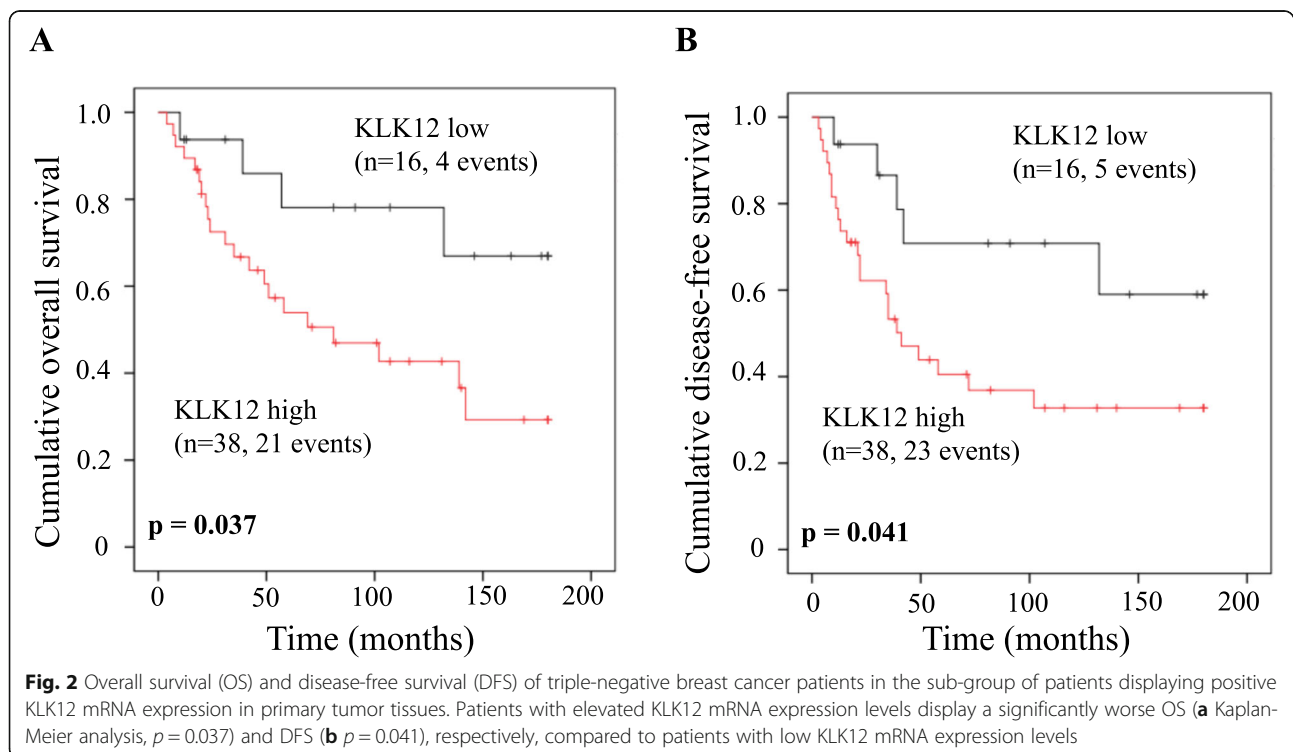 A
Cumulative overall survival
1.0
0.8
0.6
0.4
0.2
0
KLK12 low
(n=16, 4 events)
KLK12 high
(n=38, 21 events)
p = 0.037
0 50 100 150 200
Time (months)
B
Cumulative disease-free survival
1.0
0.8
0.6
0.4
0.2
0
KLK12 low
(n=16, 5 events)
KLK12 high
(n=38, 23 events)
p = 0.041
0 50 100 150 200
Time (months)
Fig. 2 Overall survival (OS) and disease-free survival (DFS) of triple-negative breast cancer patients in the sub-group of patients displaying positive
KLK12 mRNA expression in primary tumor tissues. Patients with elevated KLK12 mRNA expression levels display a significantly worse OS (a Kaplan-
Meier analysis, p = 0.037) and DFS (b p = 0.041), respectively, compared to patients with low KLK12 mRNA expression levels